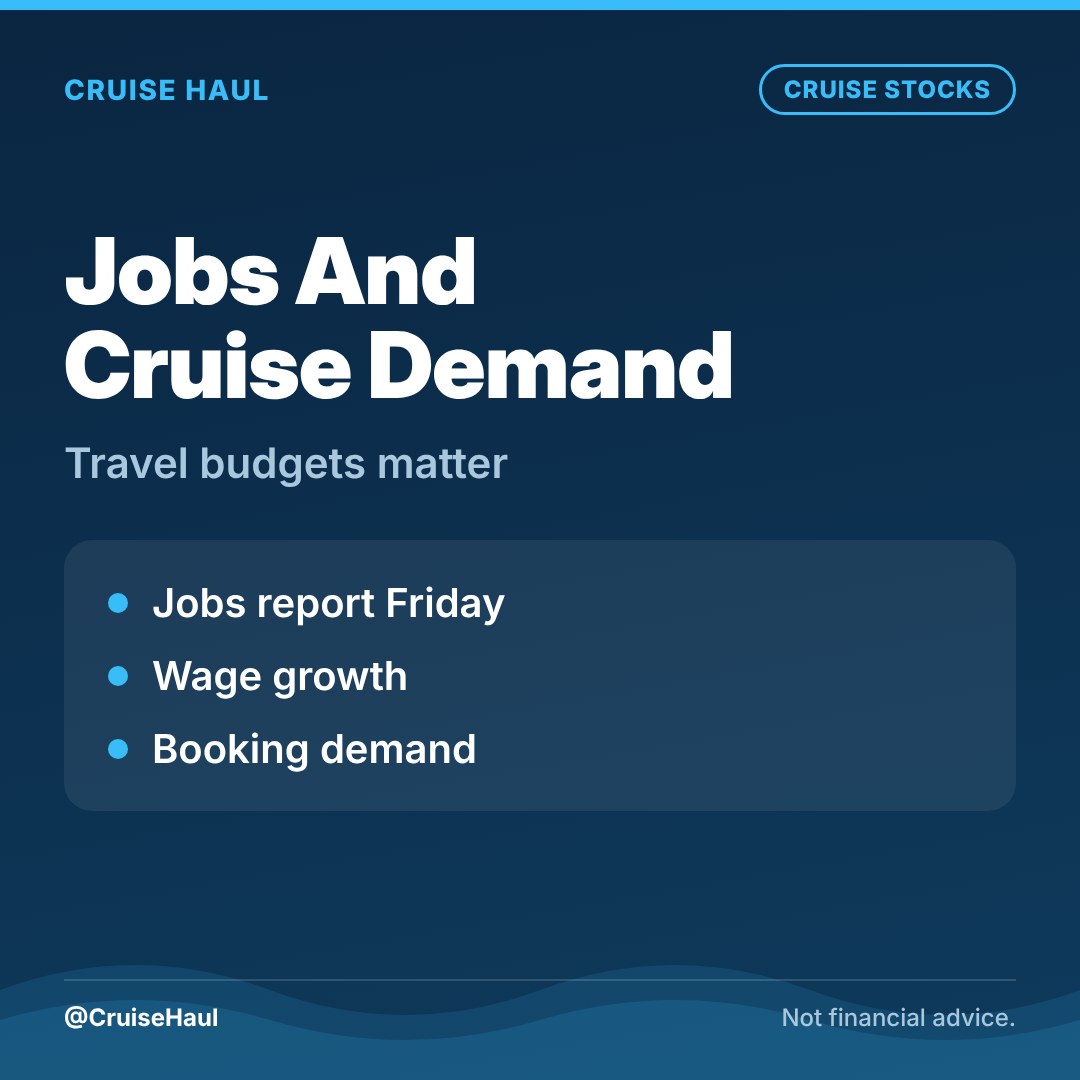 CRUISE HAUL
CRUISE STOCKS
Jobs And
Cruise Demand
Travel budgets matter
Jobs report Friday
Wage growth
Booking demand
@CruiseHaul
Not financial advice.